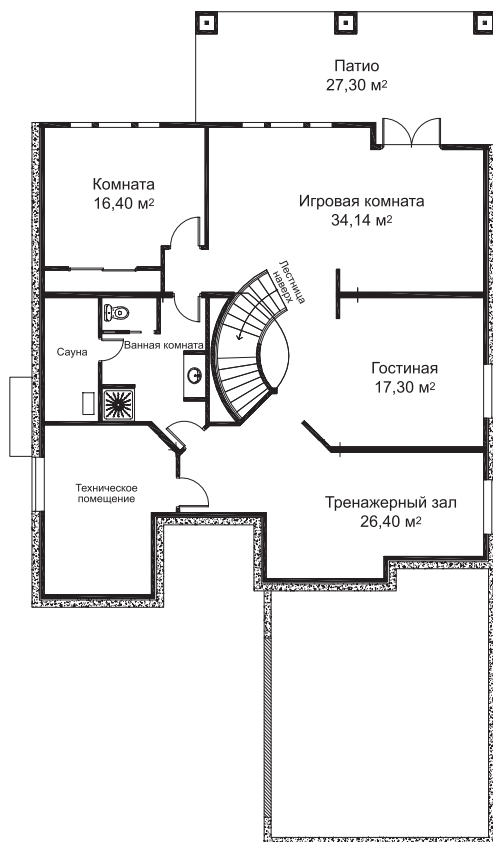 Патио
27,30 м²
Комната
16,40 м²
Игровая комната
34,14 м²
Лестница
наверх
Ванная комната
Сауна
Гостиная
17,30 м²
Техническое
помещение
Тренажерный зал
26,40 м²